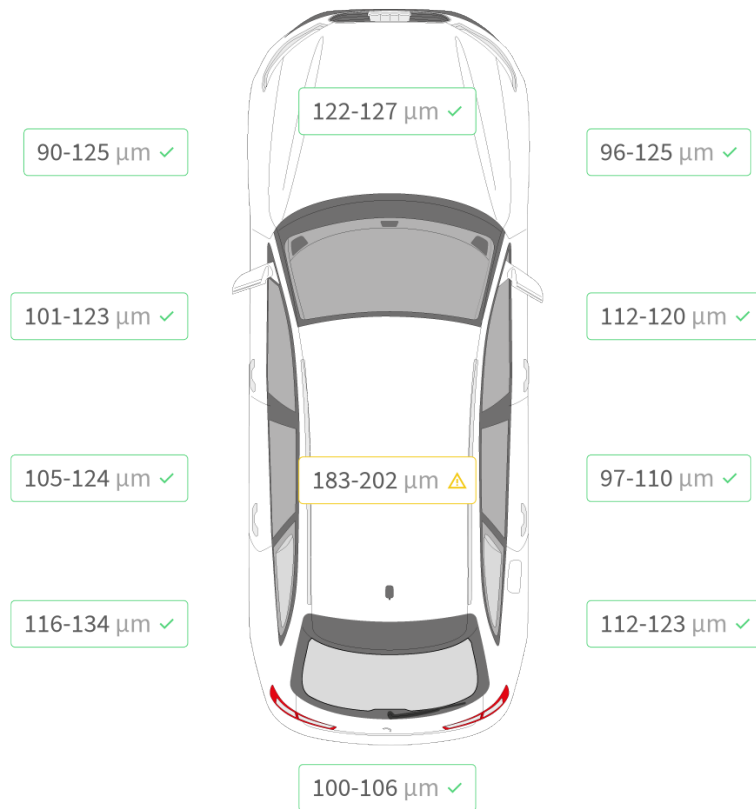 122-127 µm
90-125 µm
96-125 µm
101-123 µm
112-120 µm
105-124 µm
183-202 µm
97-110 µm
116-134 µm
112-123 µm
100-106 µm